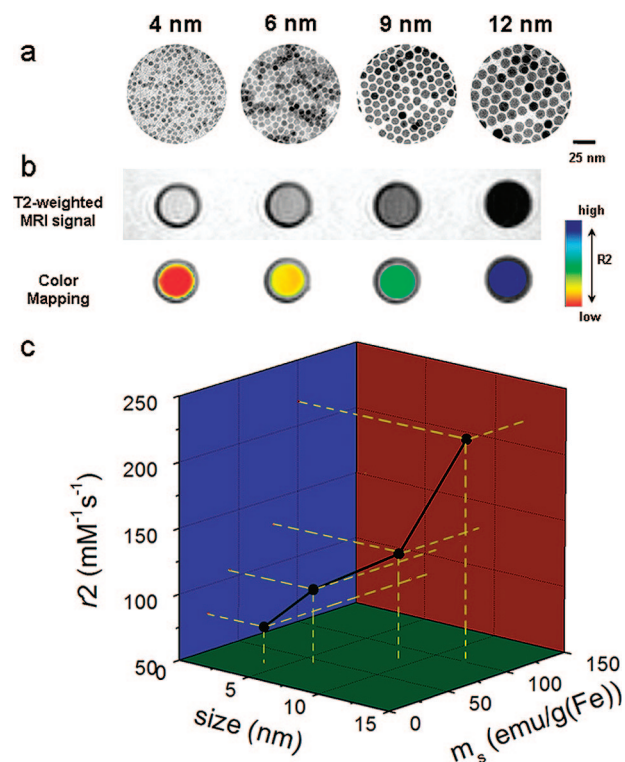 4 nm 6 nm 9 nm 12 nm
a
25 nm
b
T2-weighted
MRI signal
high
R2
low
Color
Mapping
c
250
200
150
100
50
r2 (mM⁻¹s⁻¹)
0
5
10
15
size (nm)
0
50
100
150
mₛ (emu/g(Fe))